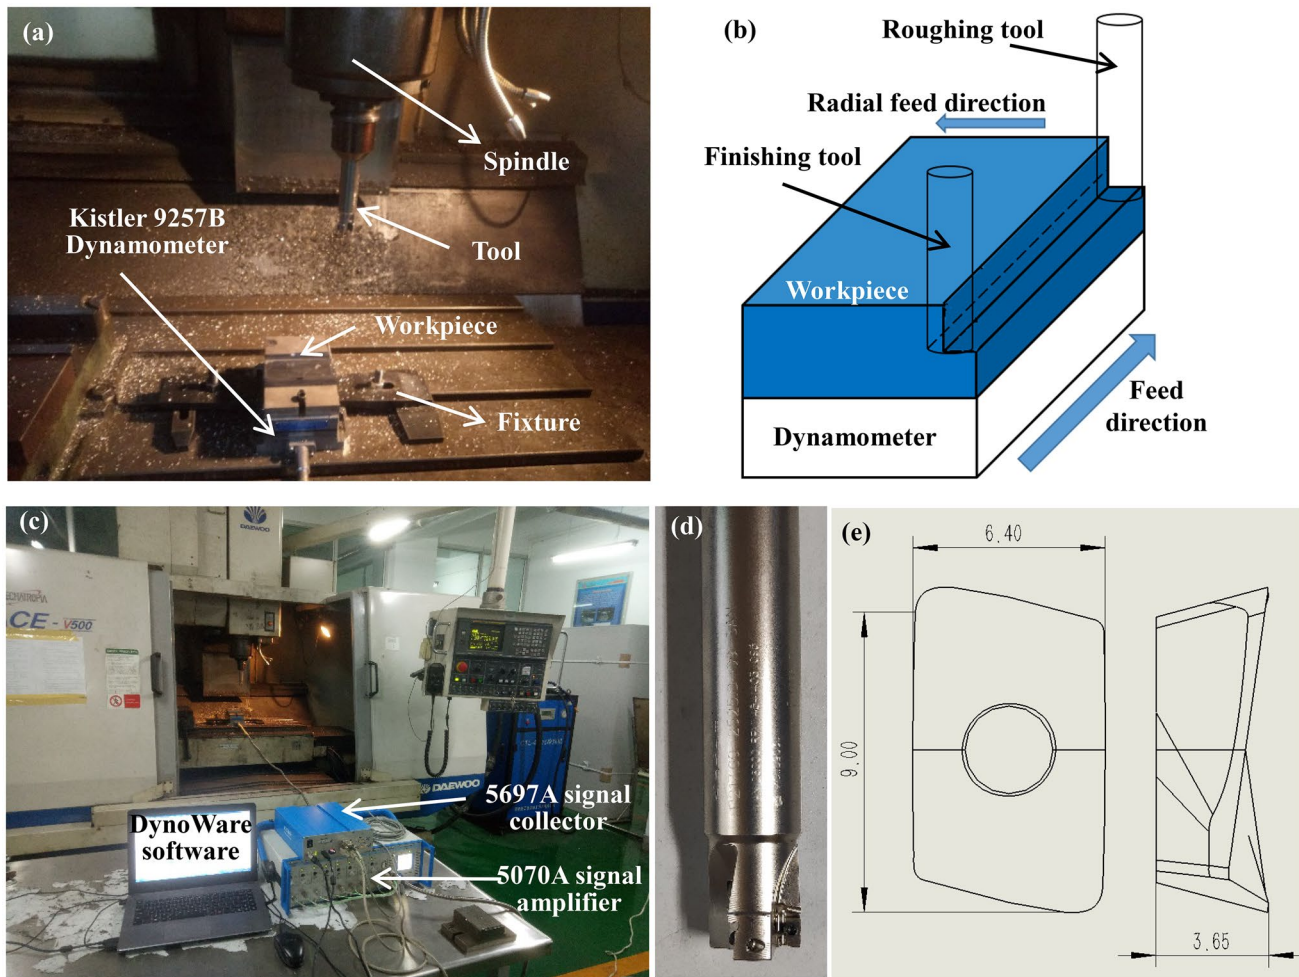 (a)
Spindle
Kistler 9257B
Dynamometer
Tool
Workpiece
Fixture
(b)
Roughing tool
Radial feed direction
Finishing tool
Workpiece
Feed
direction
Dynamometer
(c)
DAEWOO
ACE-V500
DAEWOO
5697A signal
collector
DynoWare
software
5070A signal
amplifier
(d)
(e)
6.40
9.00
3.65